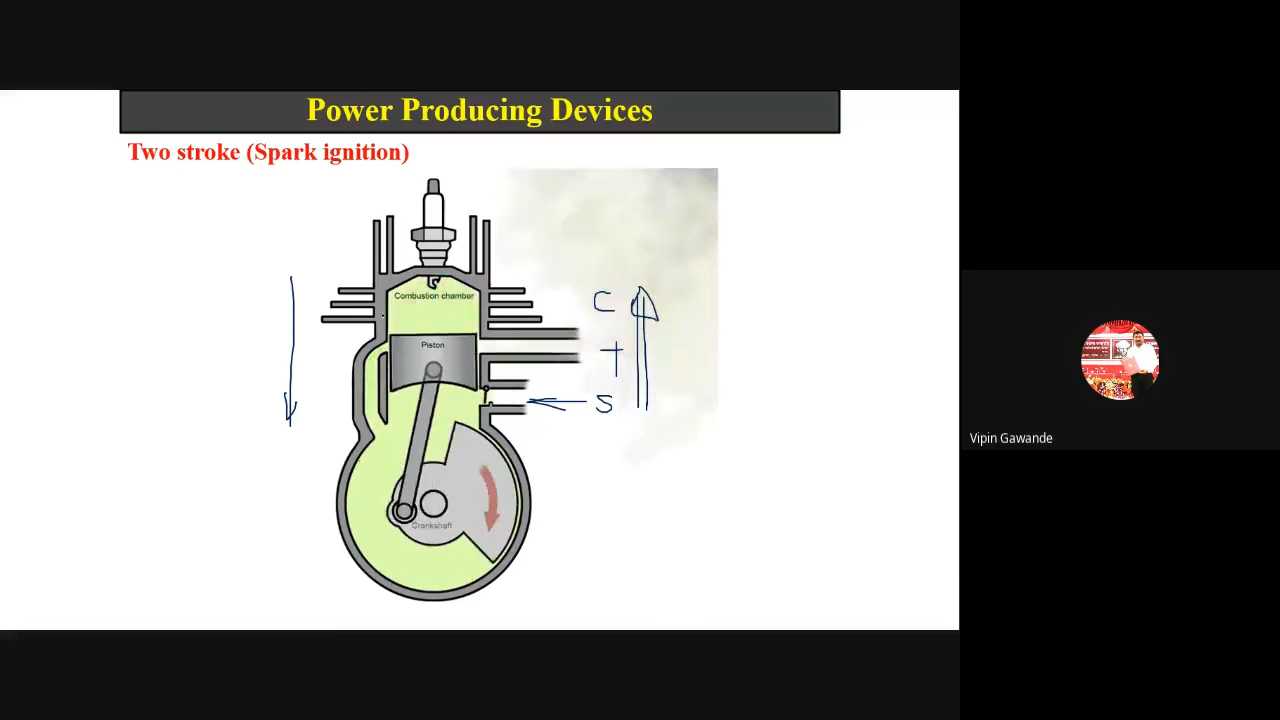 Power Producing Devices
Two stroke (Spark ignition)
Combustion chamber
C
Piston
+
S
Vipin Gawande
Crankshaft